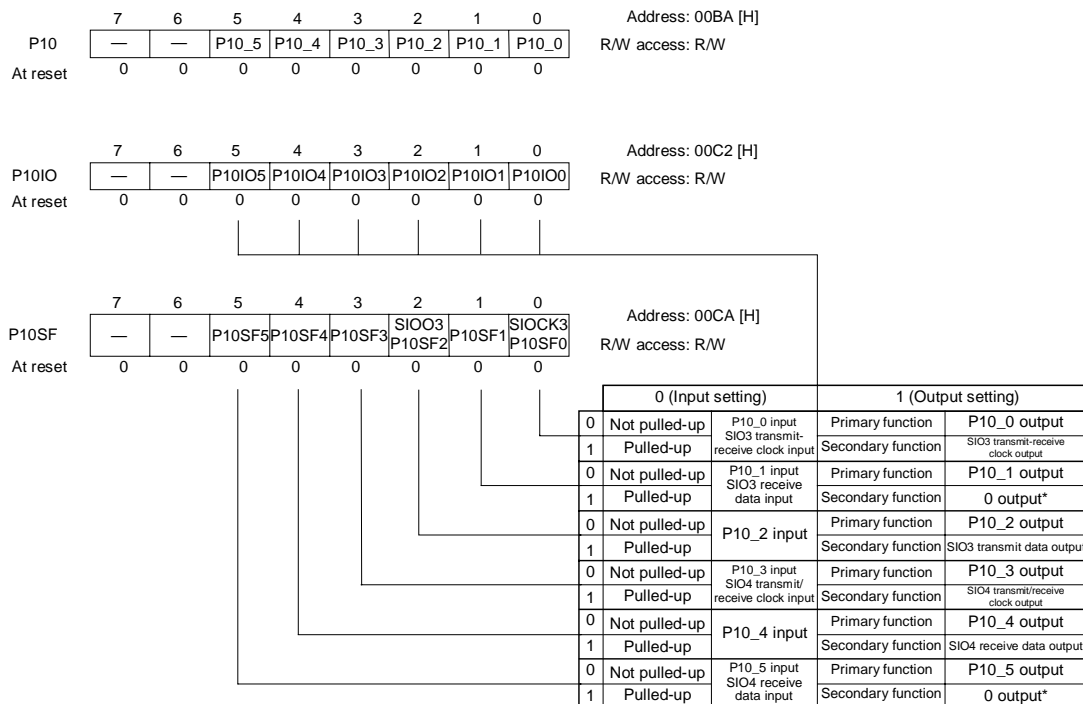 7 6 5 4 3 2 1 0 Address: 00BA [H]
P10 — — P10_5 P10_4 P10_3 P10_2 P10_1 P10_0 R/W access: R/W
At reset 0 0 0 0 0 0 0 0
7 6 5 4 3 2 1 0 Address: 00C2 [H]
P10IO — — P10IO5 P10IO4 P10IO3 P10IO2 P10IO1 P10IO0 R/W access: R/W
At reset 0 0 0 0 0 0 0 0
7 6 5 4 3 2 1 0 Address: 00CA [H]
P10SF — — P10SF5 P10SF4 P10SF3 SIOO3 P10SF2 P10SF1 SIOCK3 P10SF0 R/W access: R/W
At reset 0 0 0 0 0 0 0 0
0 (Input setting) 1 (Output setting)
0 Not pulled-up P10_0 input Primary function P10_0 output
SIO3 transmit-
receive clock input
1 Pulled-up Secondary function SIO3 transmit-receive
clock output
0 Not pulled-up P10_1 input Primary function P10_1 output
SIO3 receive
data input
1 Pulled-up Secondary function 0 output*
0 Not pulled-up P10_2 input Primary function P10_2 output
1 Pulled-up Secondary function SIO3 transmit data output
0 Not pulled-up P10_3 input Primary function P10_3 output
SIO4 transmit/
receive clock input
1 Pulled-up Secondary function SIO4 transmit/receive
clock output
0 Not pulled-up P10_4 input Primary function P10_4 output
1 Pulled-up Secondary function SIO4 receive data output
0 Not pulled-up P10_5 input Primary function P10_5 output
SIO4 receive
data input
1 Pulled-up Secondary function 0 output*